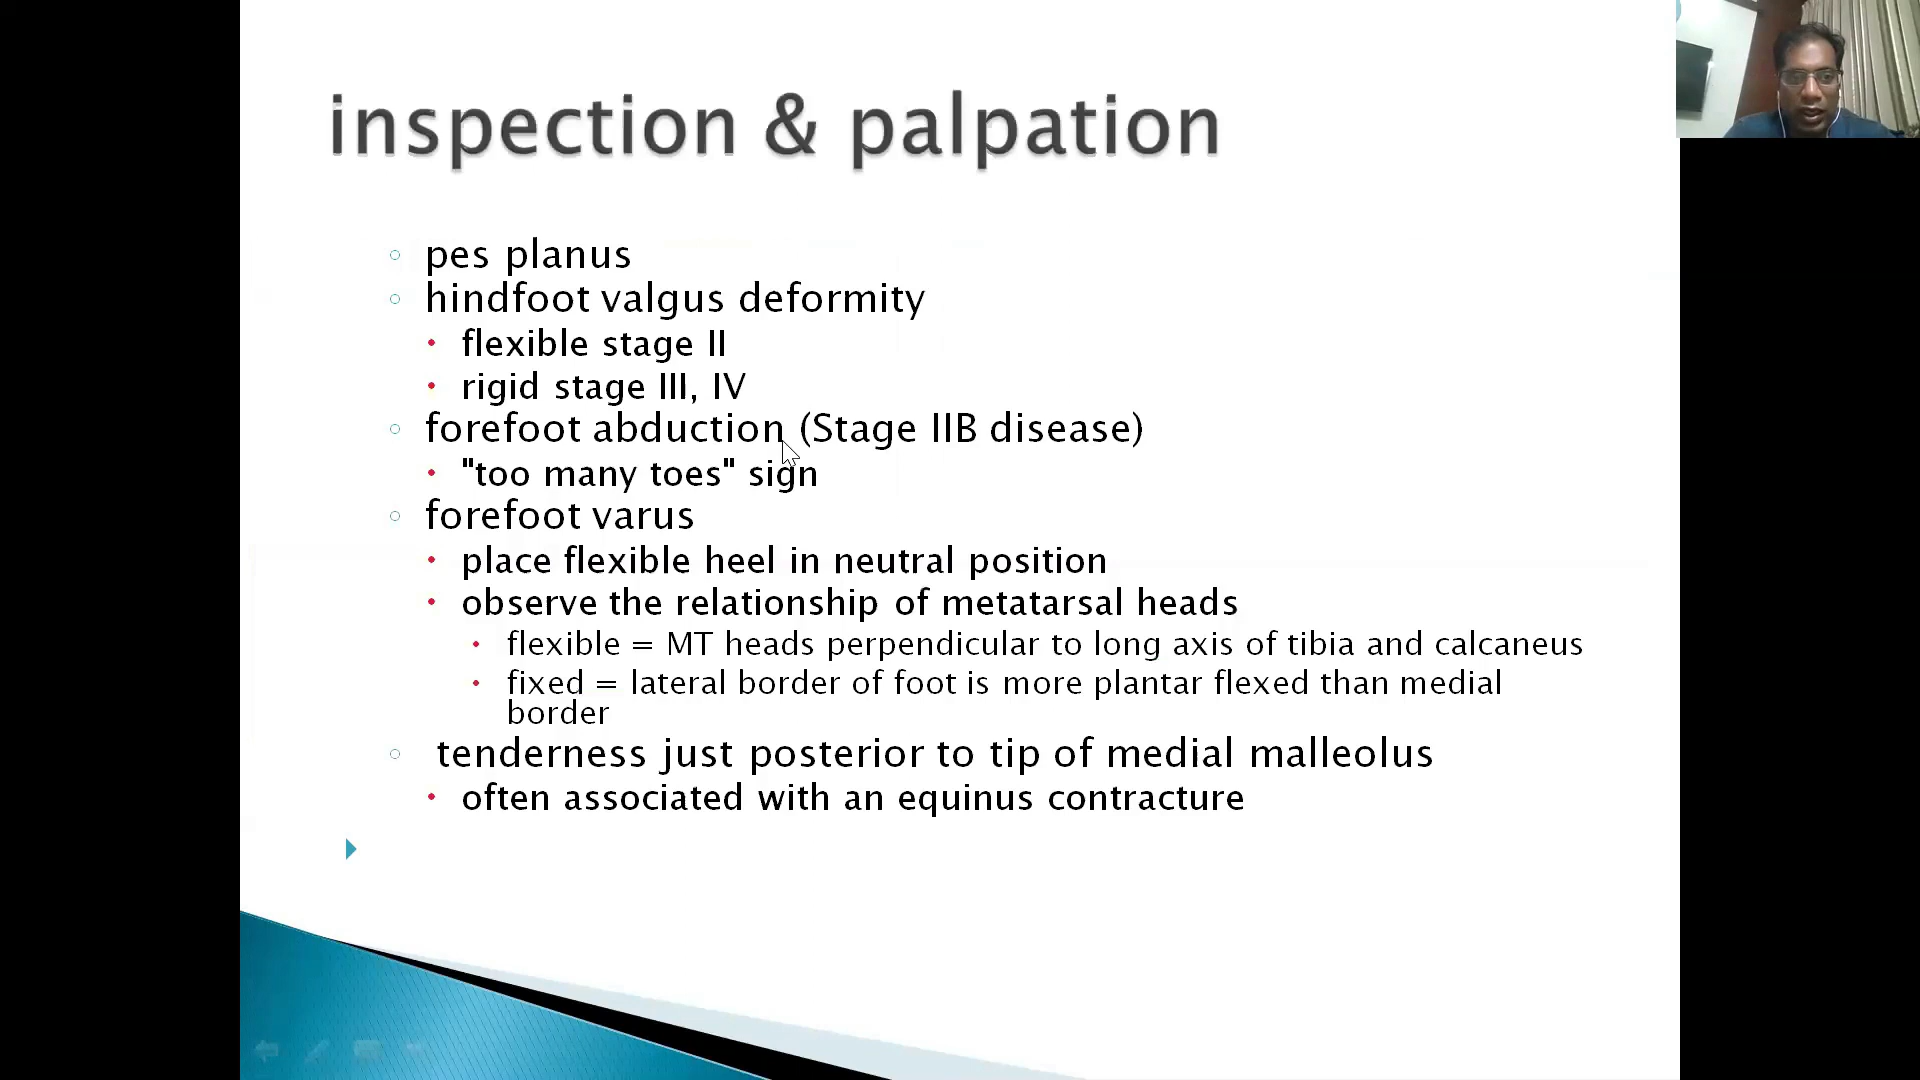 inspection & palpation
pes planus
hindfoot valgus deformity
flexible stage II
rigid stage III, IV
forefoot abduction (Stage IIB disease)
"too many toes" sign
forefoot varus
place flexible heel in neutral position
observe the relationship of metatarsal heads
flexible = MT heads perpendicular to long axis of tibia and calcaneus
fixed = lateral border of foot is more plantar flexed than medial
border
tenderness just posterior to tip of medial malleolus
often associated with an equinus contracture